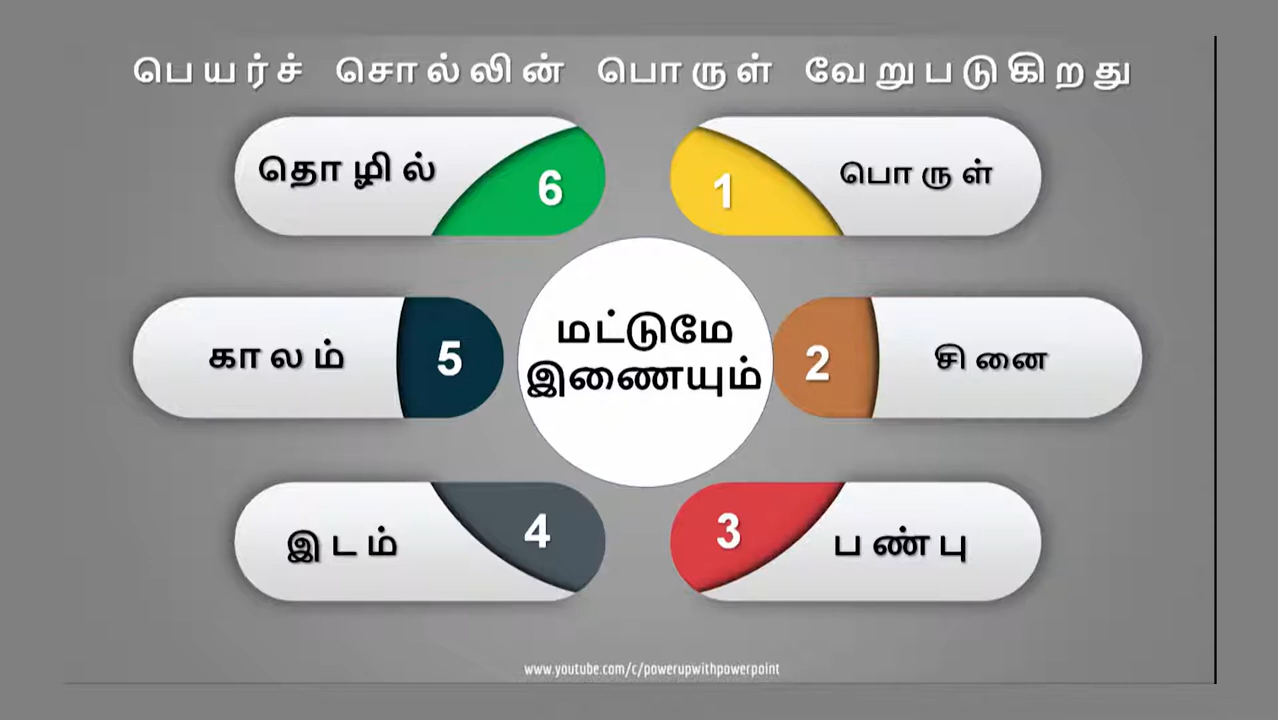 பெயர்ச் சொல்லின் பொருள் வேறுபடுகிறது
தொழில்
6
1
பொருள்
காலம்
5
மட்டுமே
இணையும்
2
சினை
இடம்
4
3
பண்பு
www.youtube.com/c/powerupwithpowerpoint